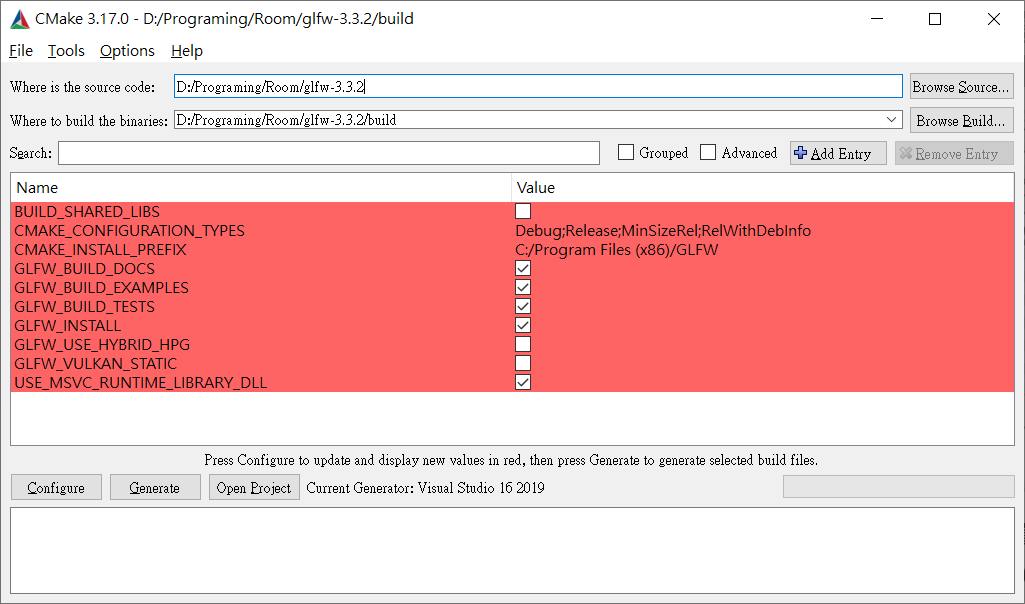 CMake 3.17.0 - D:/Programing/Room/glfw-3.3.2/build
File Tools Options Help
Where is the source code: D:/Programing/Room/glfw-3.3.2 Browse Source...
Where to build the binaries: D:/Programing/Room/glfw-3.3.2/build Browse Build...
Search: Grouped Advanced Add Entry Remove Entry
Name Value
BUILD_SHARED_LIBS
CMAKE_CONFIGURATION_TYPES Debug;Release;MinSizeRel;RelWithDebInfo
CMAKE_INSTALL_PREFIX C:/Program Files (x86)/GLFW
GLFW_BUILD_DOCS
GLFW_BUILD_EXAMPLES
GLFW_BUILD_TESTS
GLFW_INSTALL
GLFW_USE_HYBRID_HPG
GLFW_VULKAN_STATIC
USE_MSVC_RUNTIME_LIBRARY_DLL
Press Configure to update and display new values in red, then press Generate to generate selected build files.
Configure Generate Open Project Current Generator: Visual Studio 16 2019